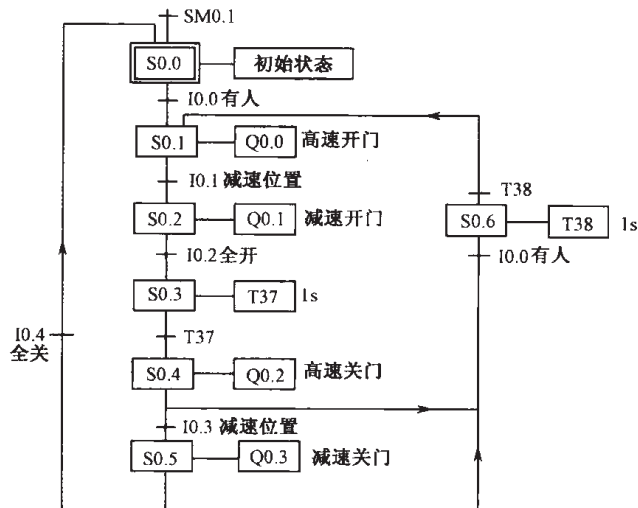 SM0.1
S0.0 初始状态
I0.0有人
S0.1 Q0.0 高速开门
I0.1减速位置
T38
S0.2 Q0.1 减速开门
S0.6 T38 1s
I0.2全开
I0.0有人
S0.3 T37 1s
I0.4
全关
T37
S0.4 Q0.2 高速关门
I0.3减速位置
S0.5 Q0.3 减速关门